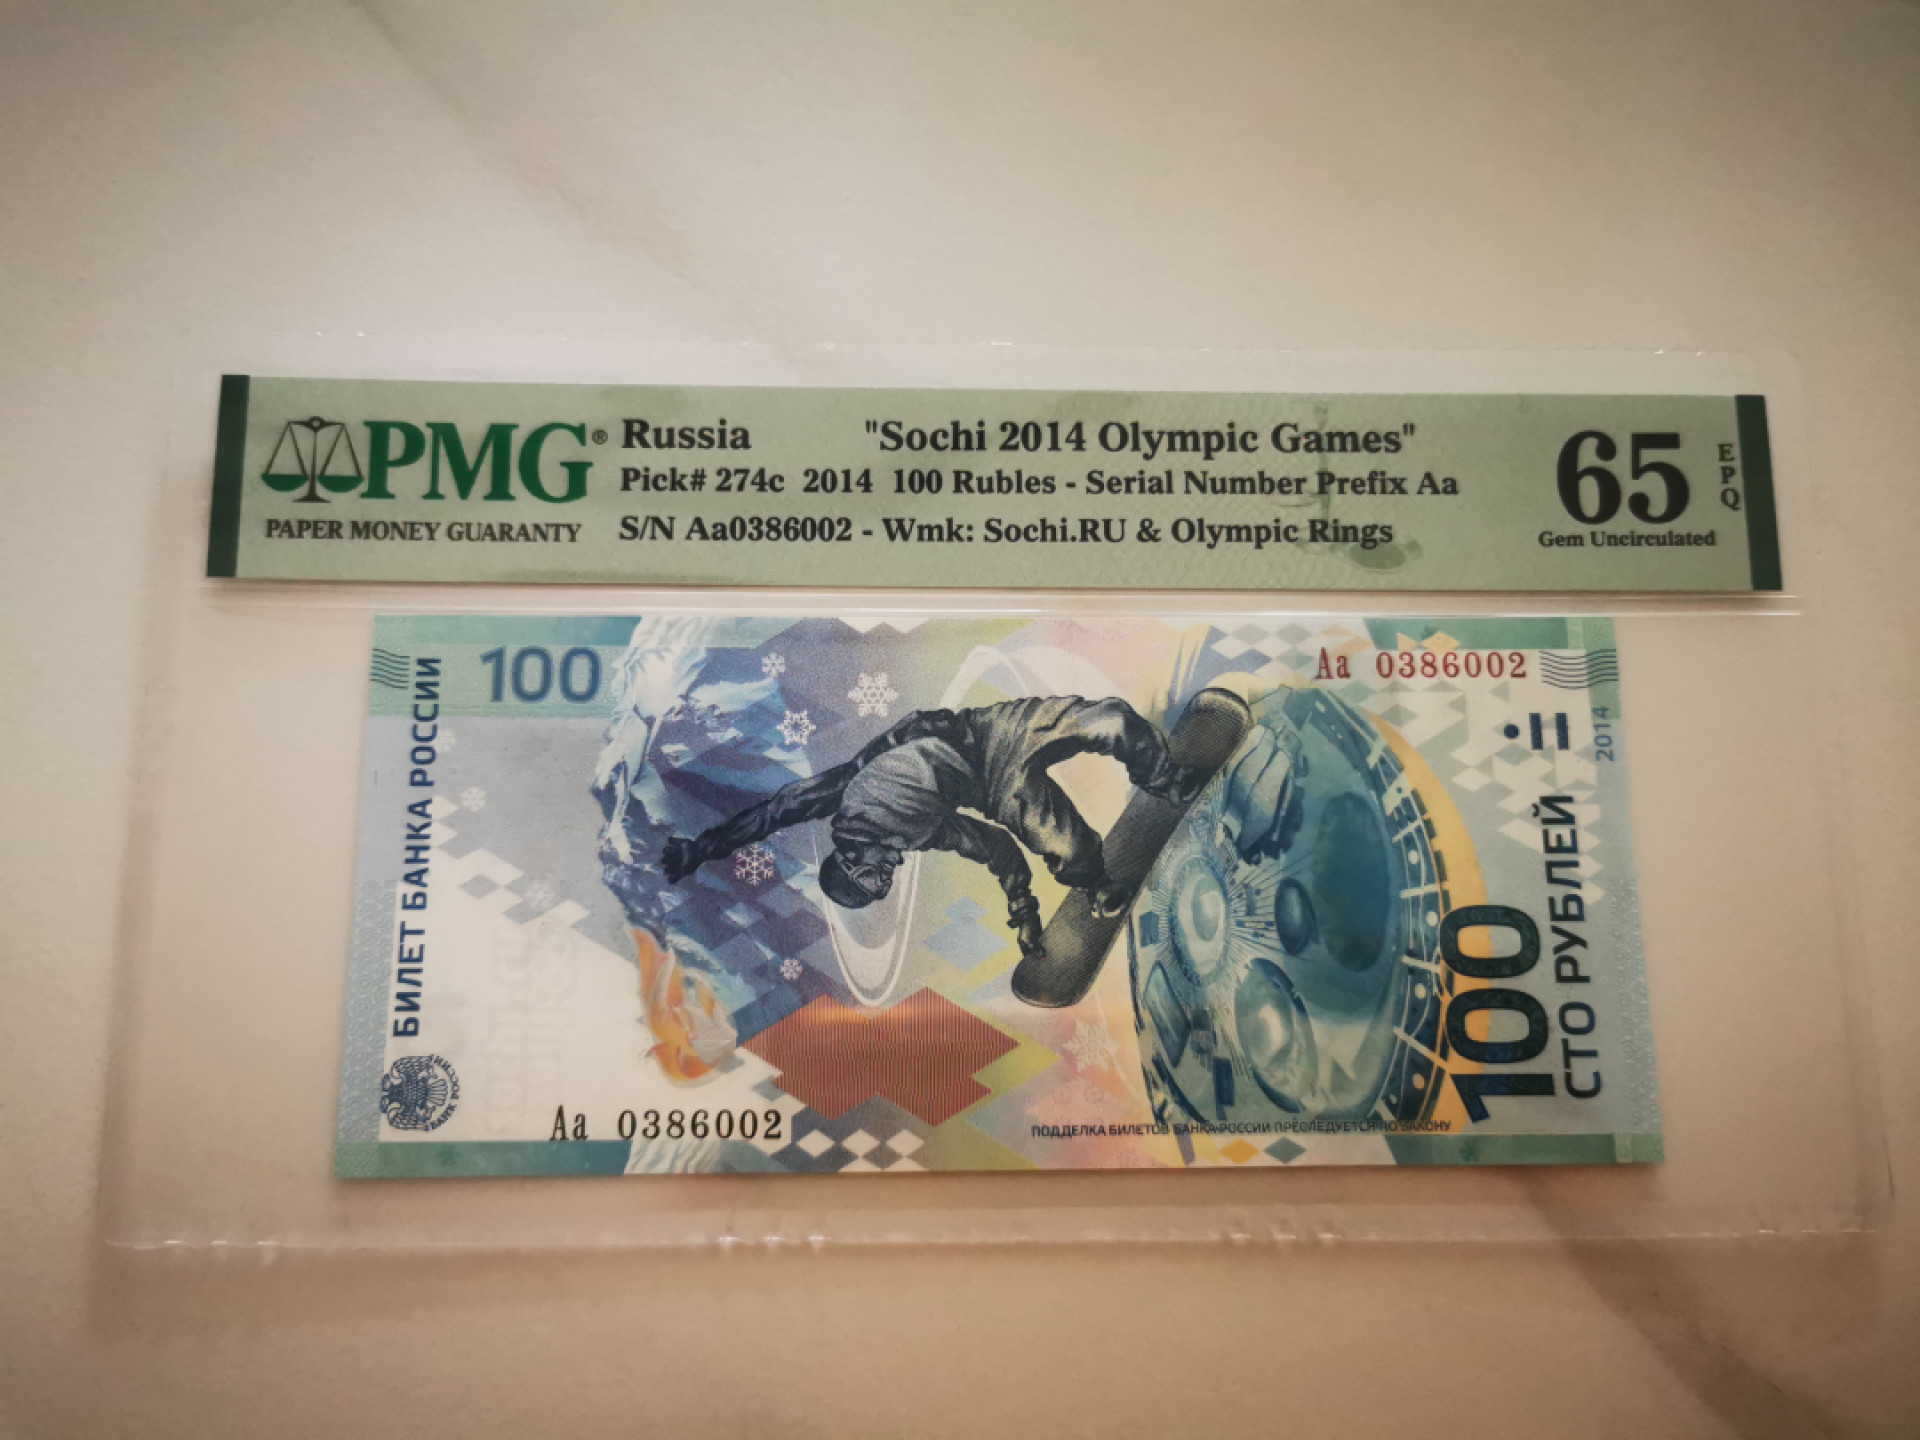 PMG®
PAPER MONEY GUARANTY
Russia "Sochi 2014 Olympic Games"
Pick# 274c 2014 100 Rubles - Serial Number Prefix Aa
S/N Aa0386002 - Wmk: Sochi.RU & Olympic Rings
65 EPQ
Gem Uncirculated
100
Aa 0386002
БИЛЕТ БАНКА РОССИИ
2014
100
СТО РУБЛЕЙ
Aa 0386002
ПОДДЕЛКА БИЛЕТОВ БАНКА РОССИИ ПРЕСЛЕДУЕТСЯ ПО ЗАКОНУ